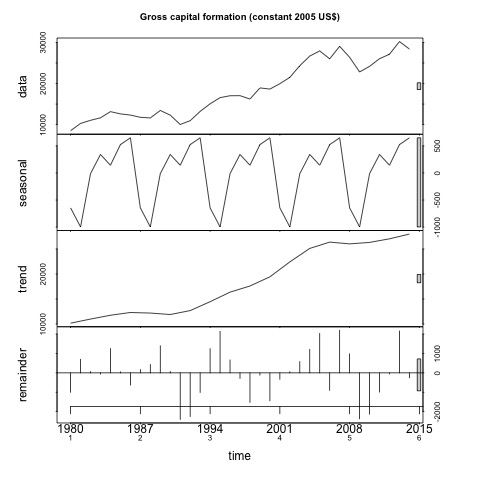 Gross capital formation (constant 2005 US$)
data
10000 20000 30000
seasonal
-1000 -500 0 500
trend
10000 20000
remainder
-2000 0 1000
1980 1987 1994 2001 2008 2015
1 2 3 4 5 6
time